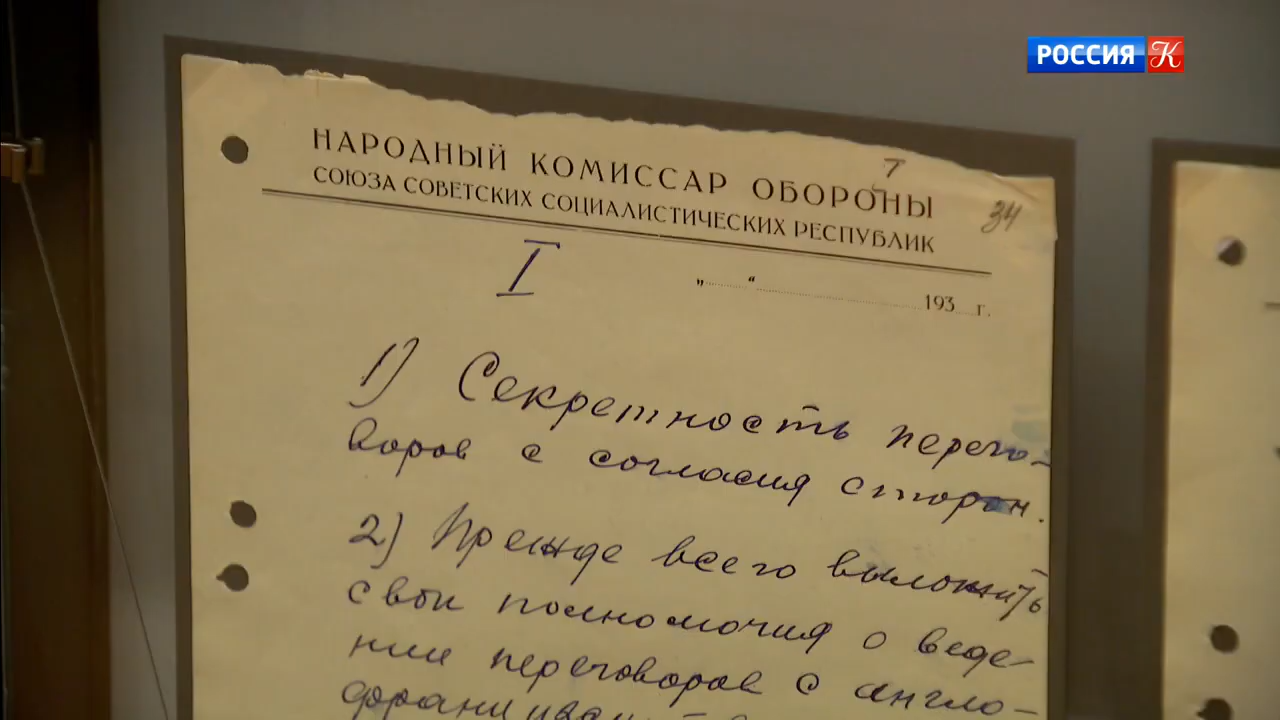 РОССИЯ К
НАРОДНЫЙ КОМИССАР ОБОРОНЫ
7
СОЮЗА СОВЕТСКИХ СОЦИАЛИСТИЧЕСКИХ РЕСПУБЛИК
34
I
„ “ 193 г.
1) Секретность перего-
воров с согласия сторон.
2) Прежде всего выложить
свои полномочия о веде-
нии переговоров с англо-